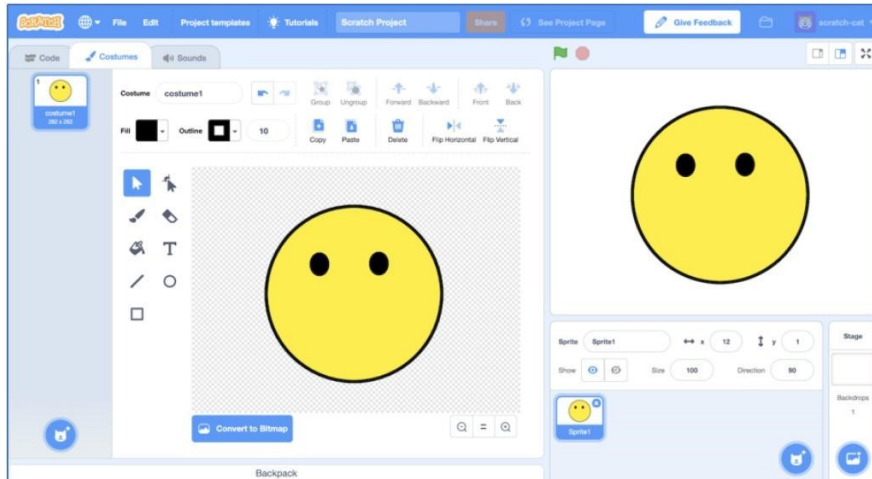 SCRATCH File Edit Project templates Tutorials Scratch Project Share See Project Page Give Feedback scratch-cat
Code Costumes Sounds
1
costume1
Costume costume1 Group Ungroup Forward Backward Front Back
Fill Outline 10 Copy Paste Delete Flip Horizontal Flip Vertical
T
Convert to Bitmap
Backpack
Sprite Sprite1 x 12 y 1
Show Size 100 Direction 90
Sprite1
Stage
Backdrops
1